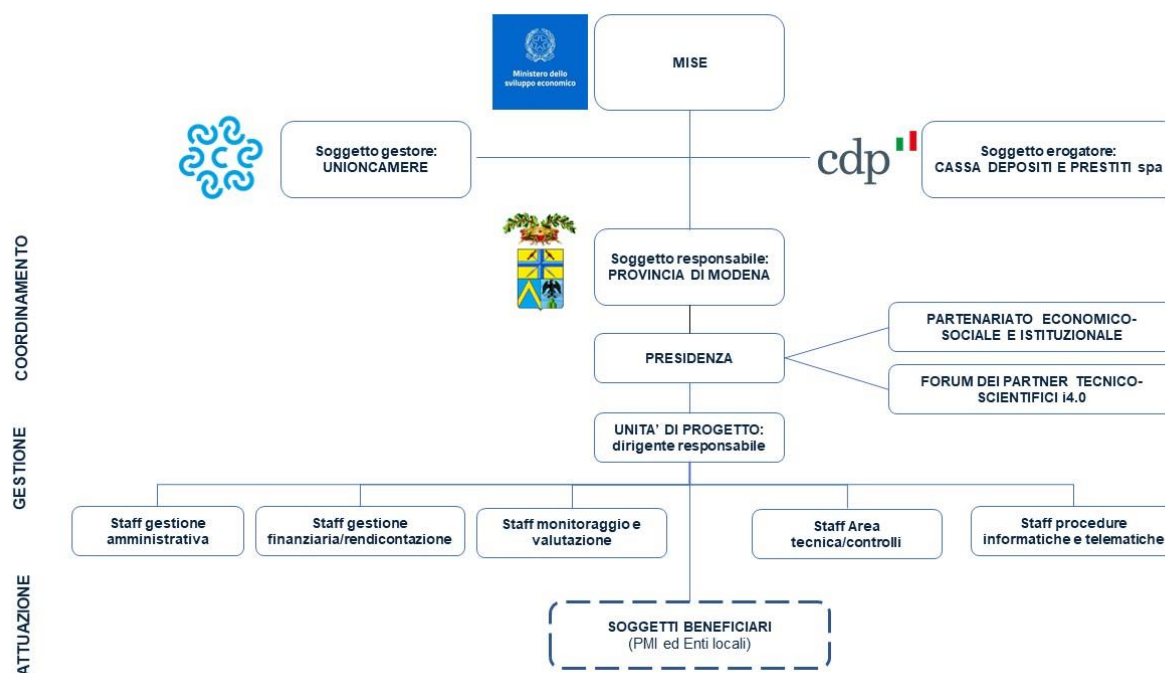 Ministero dello
sviluppo economico
MISE
Soggetto gestore:
UNIONCAMERE
cdp
Soggetto erogatore:
CASSA DEPOSITI E PRESTITI spa
COORDINAMENTO
Soggetto responsabile:
PROVINCIA DI MODENA
PRESIDENZA
PARTENARIATO ECONOMICO-
SOCIALE E ISTITUZIONALE
FORUM DEI PARTNER TECNICO-
SCIENTIFICI i4.0
GESTIONE
UNITA' DI PROGETTO:
dirigente responsabile
Staff gestione
amministrativa
Staff gestione
finanziaria/rendicontazione
Staff monitoraggio e
valutazione
Staff Area
tecnica/controlli
Staff procedure
informatiche e telematiche
ATTUAZIONE
SOGGETTI BENEFICIARI
(PMI ed Enti locali)